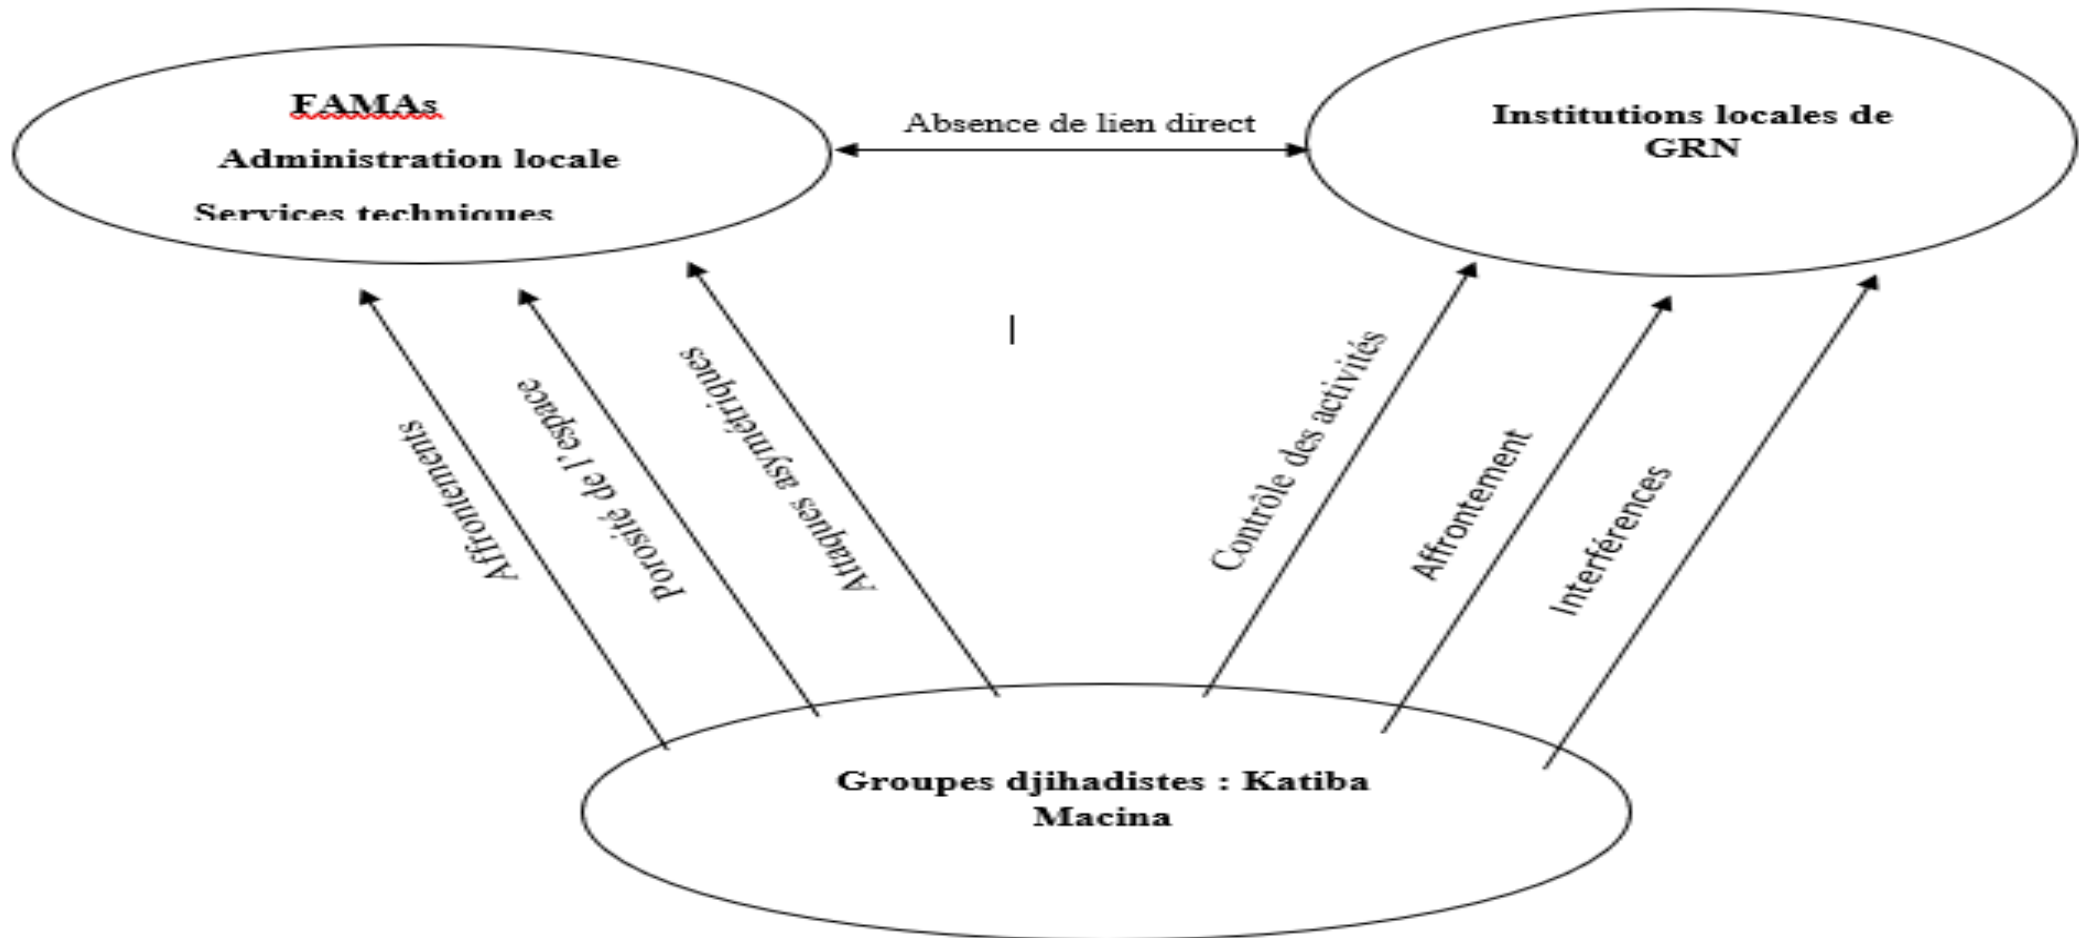 FAMAs
Administration locale
Services techniques
Absence de lien direct
Institutions locales de
GRN
Affrontements
Porosité de l'espace
Attaques asymétriques
Contrôle des activités
Affrontement
Interférences
Groupes djihadistes : Katiba
Macina